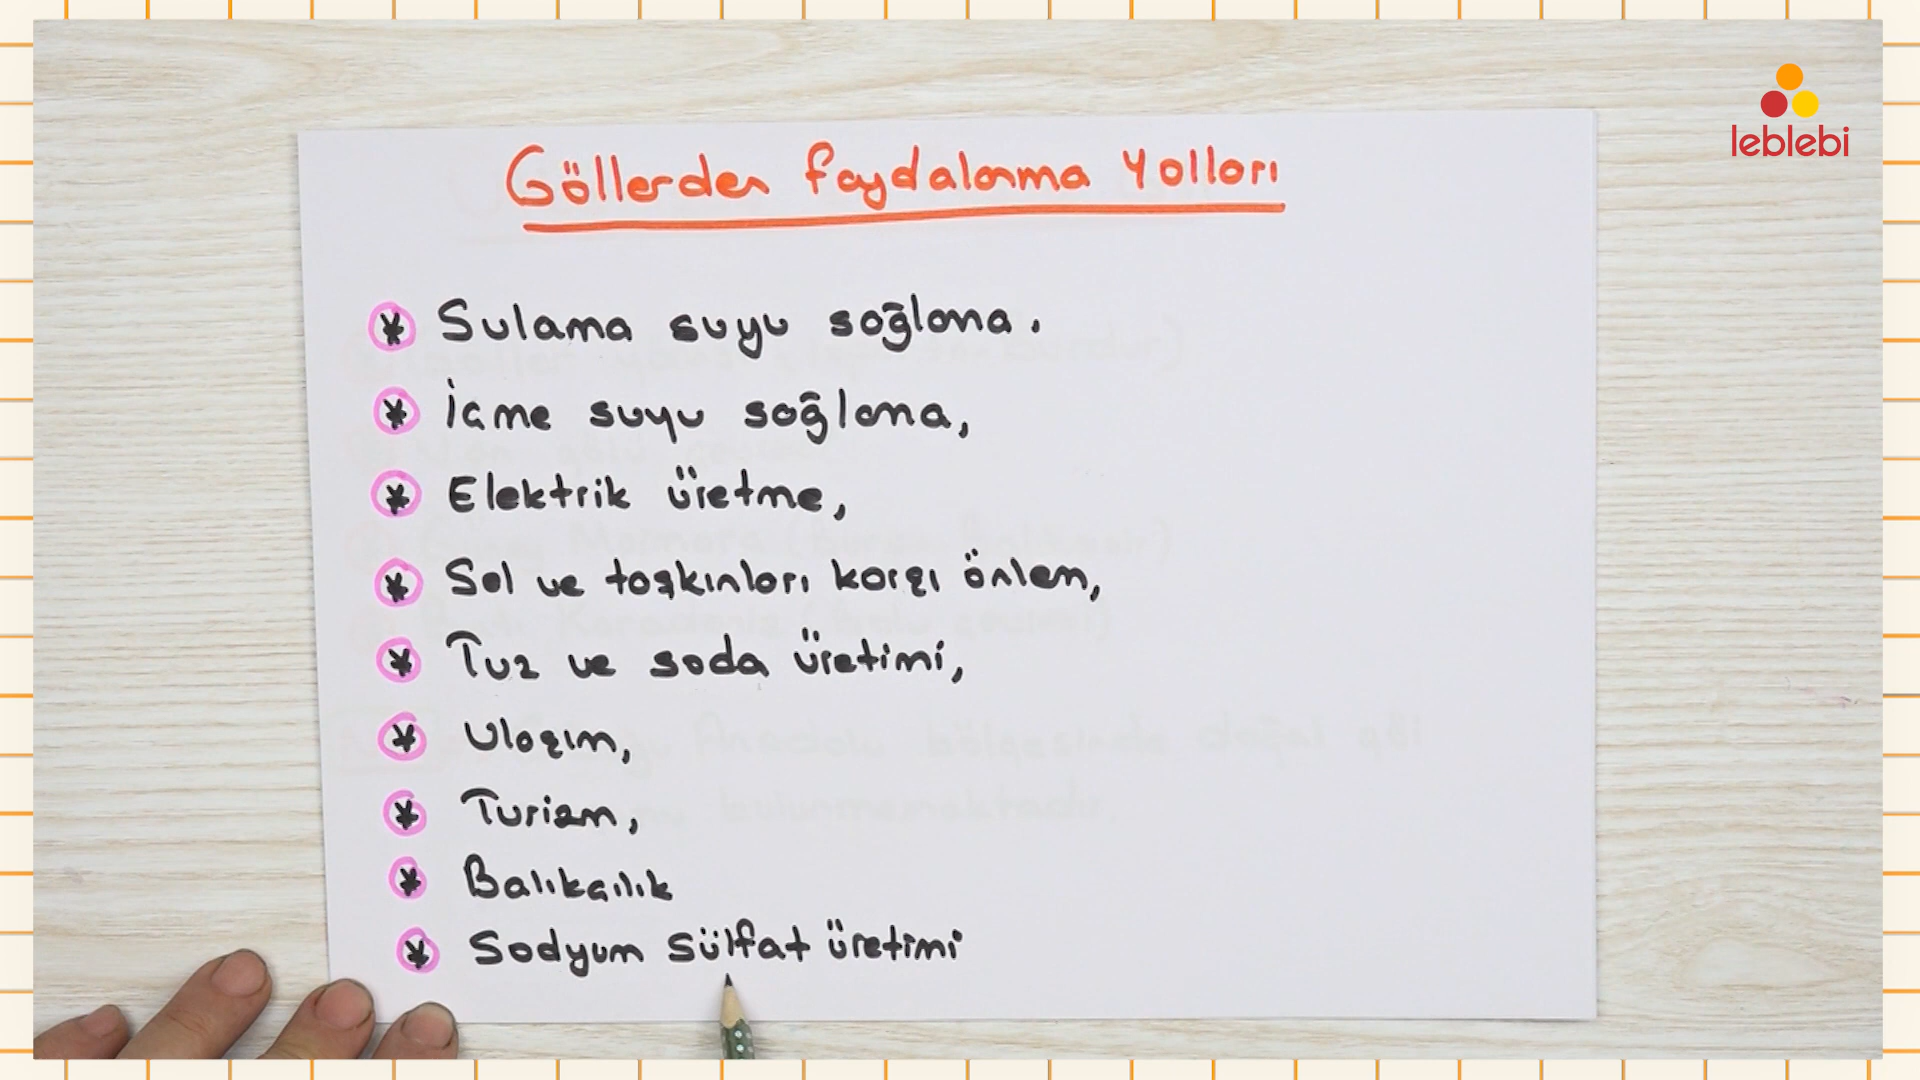 leblebi
Göllerden faydalanma Yolları
* Sulama suyu sağlama.
* İçme suyu sağlama,
* Elektrik üretme,
* Sel ve taşkınları karşı önlem,
* Tuz ve soda üretimi,
* Ulaşım,
* Turizm,
* Balıkçılık
* Sodyum sülfat üretimi